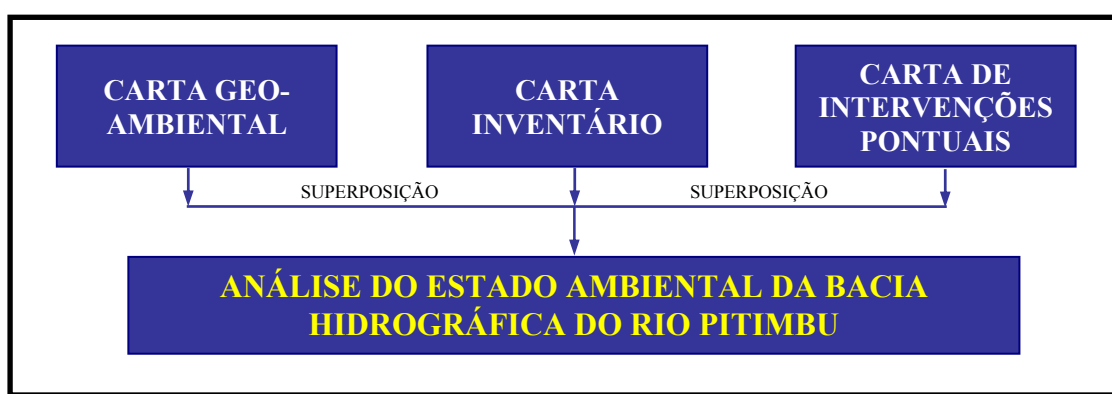 CARTA GEO-
AMBIENTAL
CARTA
INVENTÁRIO
CARTA DE
INTERVENÇÕES
PONTUAIS
SUPERPOSIÇÃO
SUPERPOSIÇÃO
ANÁLISE DO ESTADO AMBIENTAL DA BACIA
HIDROGRÁFICA DO RIO PITIMBU